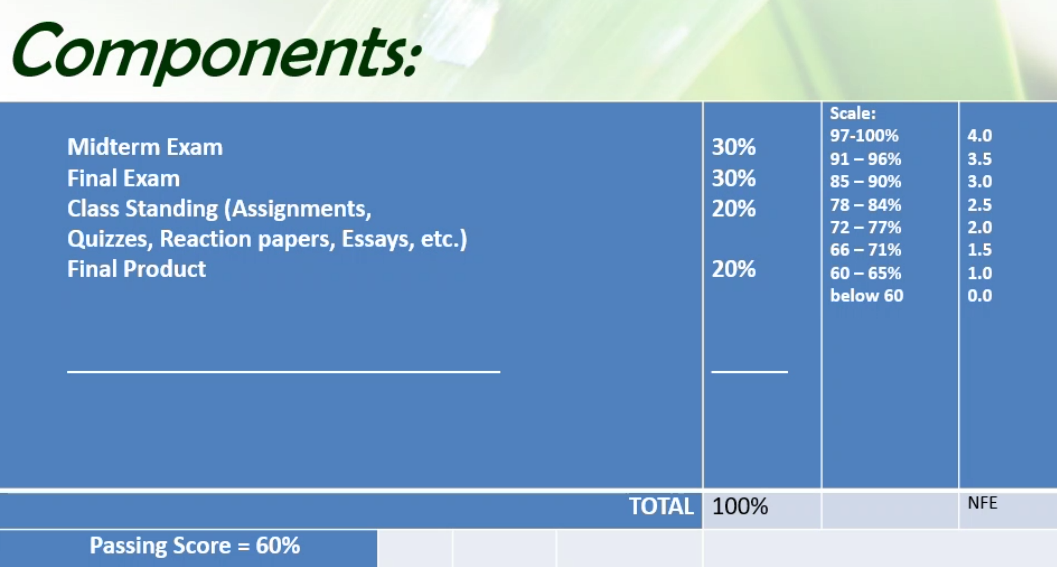 Components:
Midterm Exam 30%
Final Exam 30%
Class Standing (Assignments, 20%
Quizzes, Reaction papers, Essays, etc.)
Final Product 20%
Scale:
97-100% 4.0
91 – 96% 3.5
85 – 90% 3.0
78 – 84% 2.5
72 – 77% 2.0
66 – 71% 1.5
60 – 65% 1.0
below 60 0.0
TOTAL 100% NFE
Passing Score = 60%